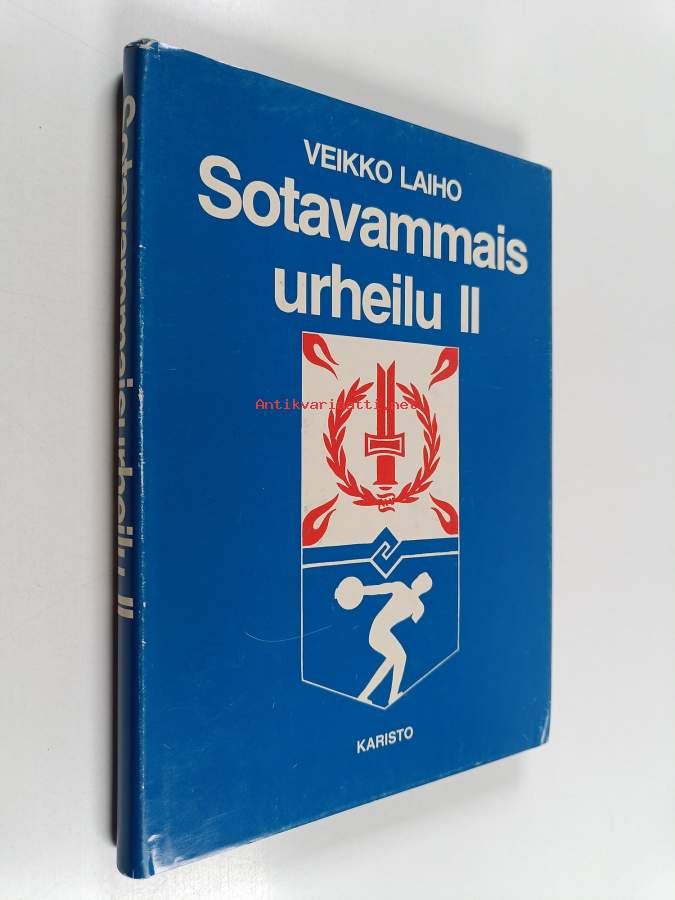 VEIKKO LAIHO
Sotavammais
urheilu II
Antikvariaatti.net
KARISTO
Sotavammaisurheilu II